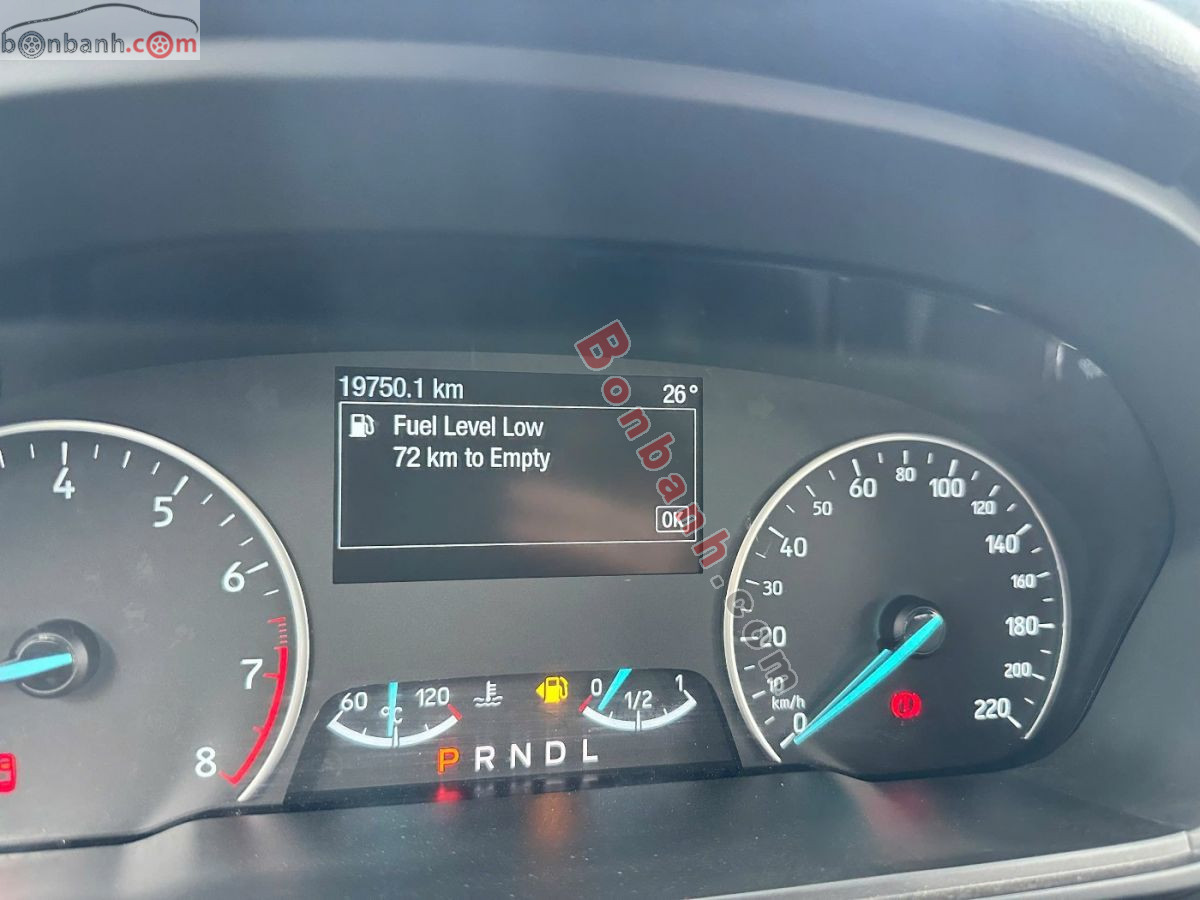 bonbanh.com
19750.1 km 26°
Fuel Level Low
72 km to Empty
OK
Bonbanh.com
4 5 6 7 8
60 °C 120
0 1/2 1
P R N D L
0 10 20 30 40 50 60 80 100 120 140 160 180 200 220
km/h